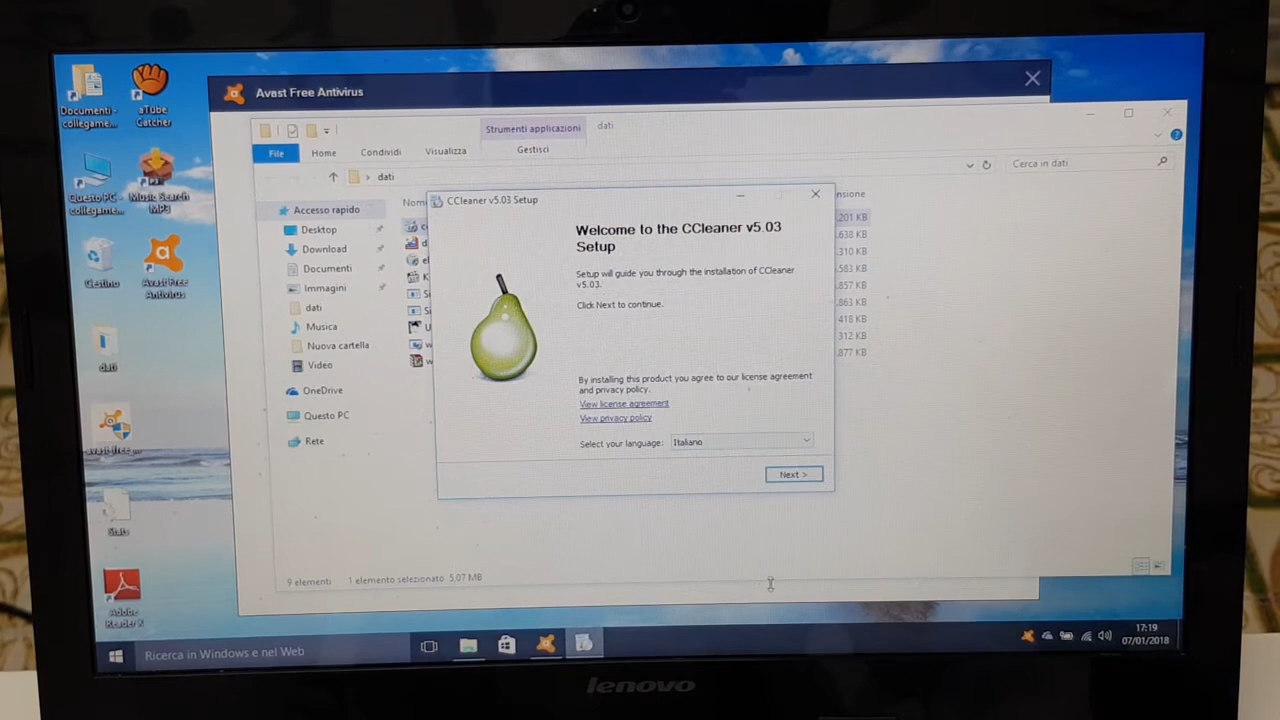 Documenti -
collegame...
aTube
Catcher
Questo PC -
collegame...
Music Search
MP3
Cestino
Avast Free
Antivirus
dati
avast free
Stats
Adobe
Reader X
Avast Free Antivirus
Strumenti applicazioni
dati
File
Home
Condividi
Visualizza
Gestisci
dati
Cerca in dati
Accesso rapido
Desktop
Download
Documenti
Immagini
dati
Musica
Nuova cartella
Video
OneDrive
Questo PC
Rete
CCleaner v5.03 Setup
Welcome to the CCleaner v5.03
Setup
Setup will guide you through the installation of CCleaner
v5.03.
Click Next to continue.
By installing this product you agree to our license agreement
and privacy policy.
View license agreement
View privacy policy
Select your language:
Italiano
Next >
.201 KB
.638 KB
.310 KB
.583 KB
.857 KB
.863 KB
418 KB
312 KB
.877 KB
9 elementi
1 elemento selezionato 5,07 MB
Ricerca in Windows e nel Web
17:19
07/01/2018
lenovo